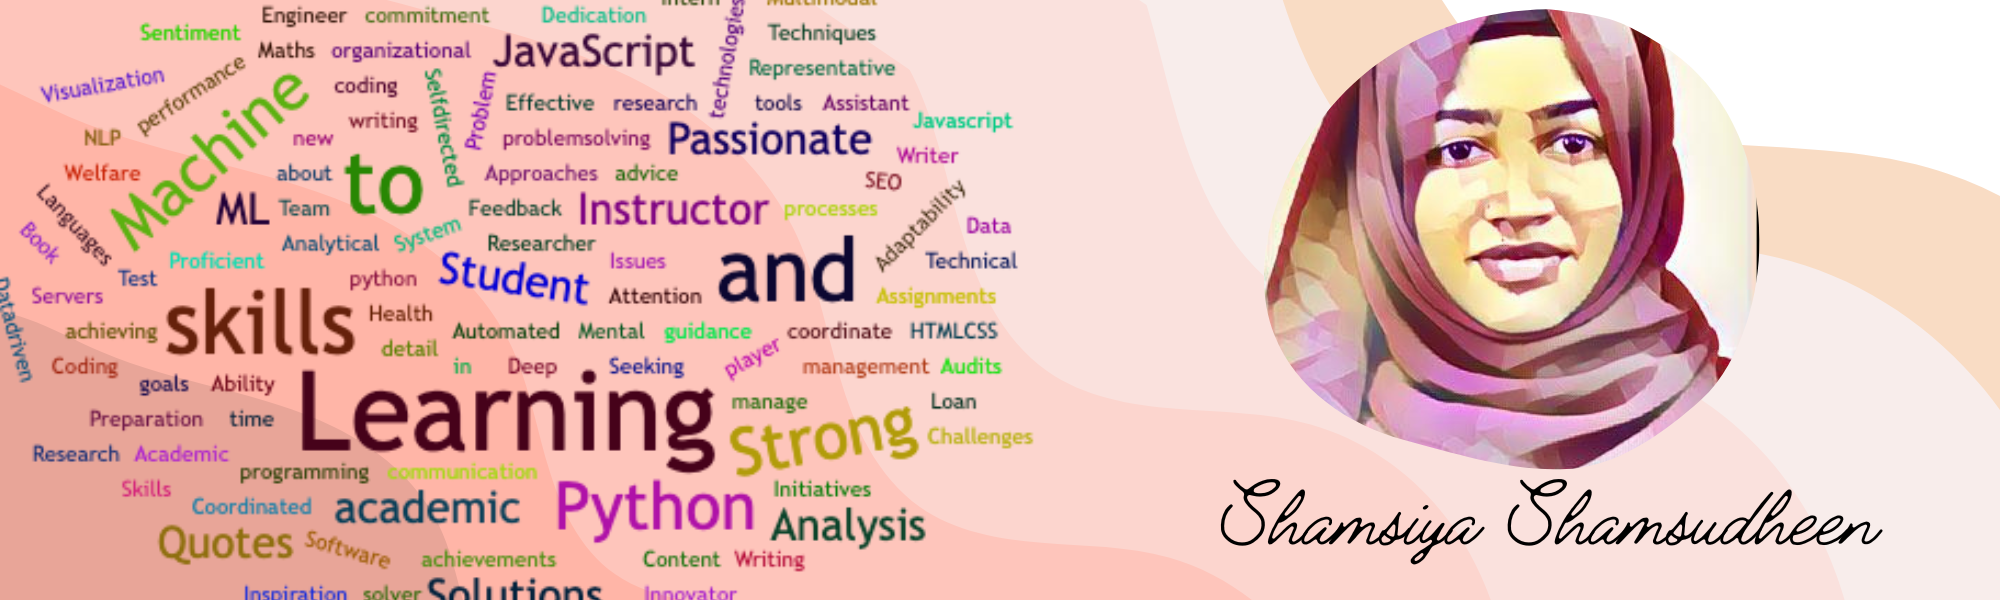 Intern Multimodal
Engineer commitment Dedication technologies
Sentiment Maths organizational JavaScript Techniques
Visualization performance coding Selfdirected Problem Representative
Machine writing Effective research tools Assistant
NLP new problemsolving Passionate Javascript
Welfare about to Approaches advice SEO Writer
Languages ML Team Feedback Instructor processes Adaptability
Book Analytical System Researcher and Data
Proficient Student Issues Technical
Test python Attention Assignments
Servers skills Health
Datadriven achieving detail Automated Mental guidance coordinate HTMLCSS
Coding in Deep Seeking player management Audits
goals Ability Learning manage Loan
Preparation time Strong Challenges
Research Academic
programming communication
Skills Coordinated academic Python Initiatives
Quotes Software Analysis
achievements Content Writing
Inspiration solver Solutions Innovator
Shamsiya Shamsudheen